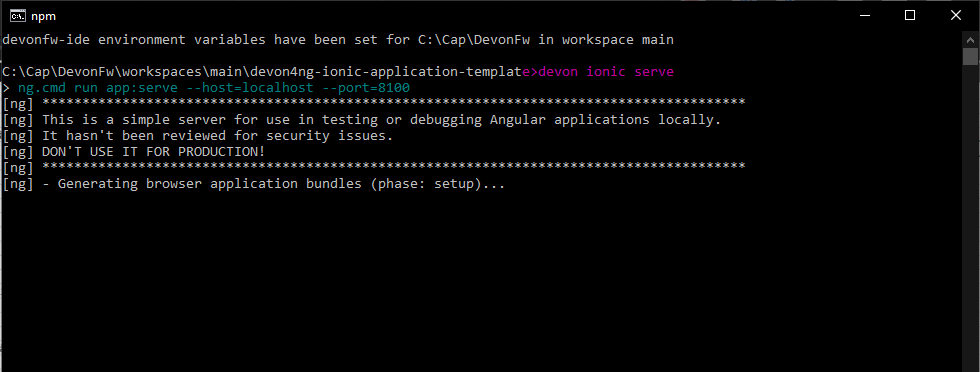 npm
devonfw-ide environment variables have been set for C:\Cap\DevonFw in workspace main
C:\Cap\DevonFw\workspaces\main\devon4ng-ionic-application-template>devon ionic serve
> ng.cmd run app:serve --host=localhost --port=8100
[ng] ****************************************************************************************
[ng] This is a simple server for use in testing or debugging Angular applications locally.
[ng] It hasn't been reviewed for security issues.
[ng] DON'T USE IT FOR PRODUCTION!
[ng] ****************************************************************************************
[ng] - Generating browser application bundles (phase: setup)...